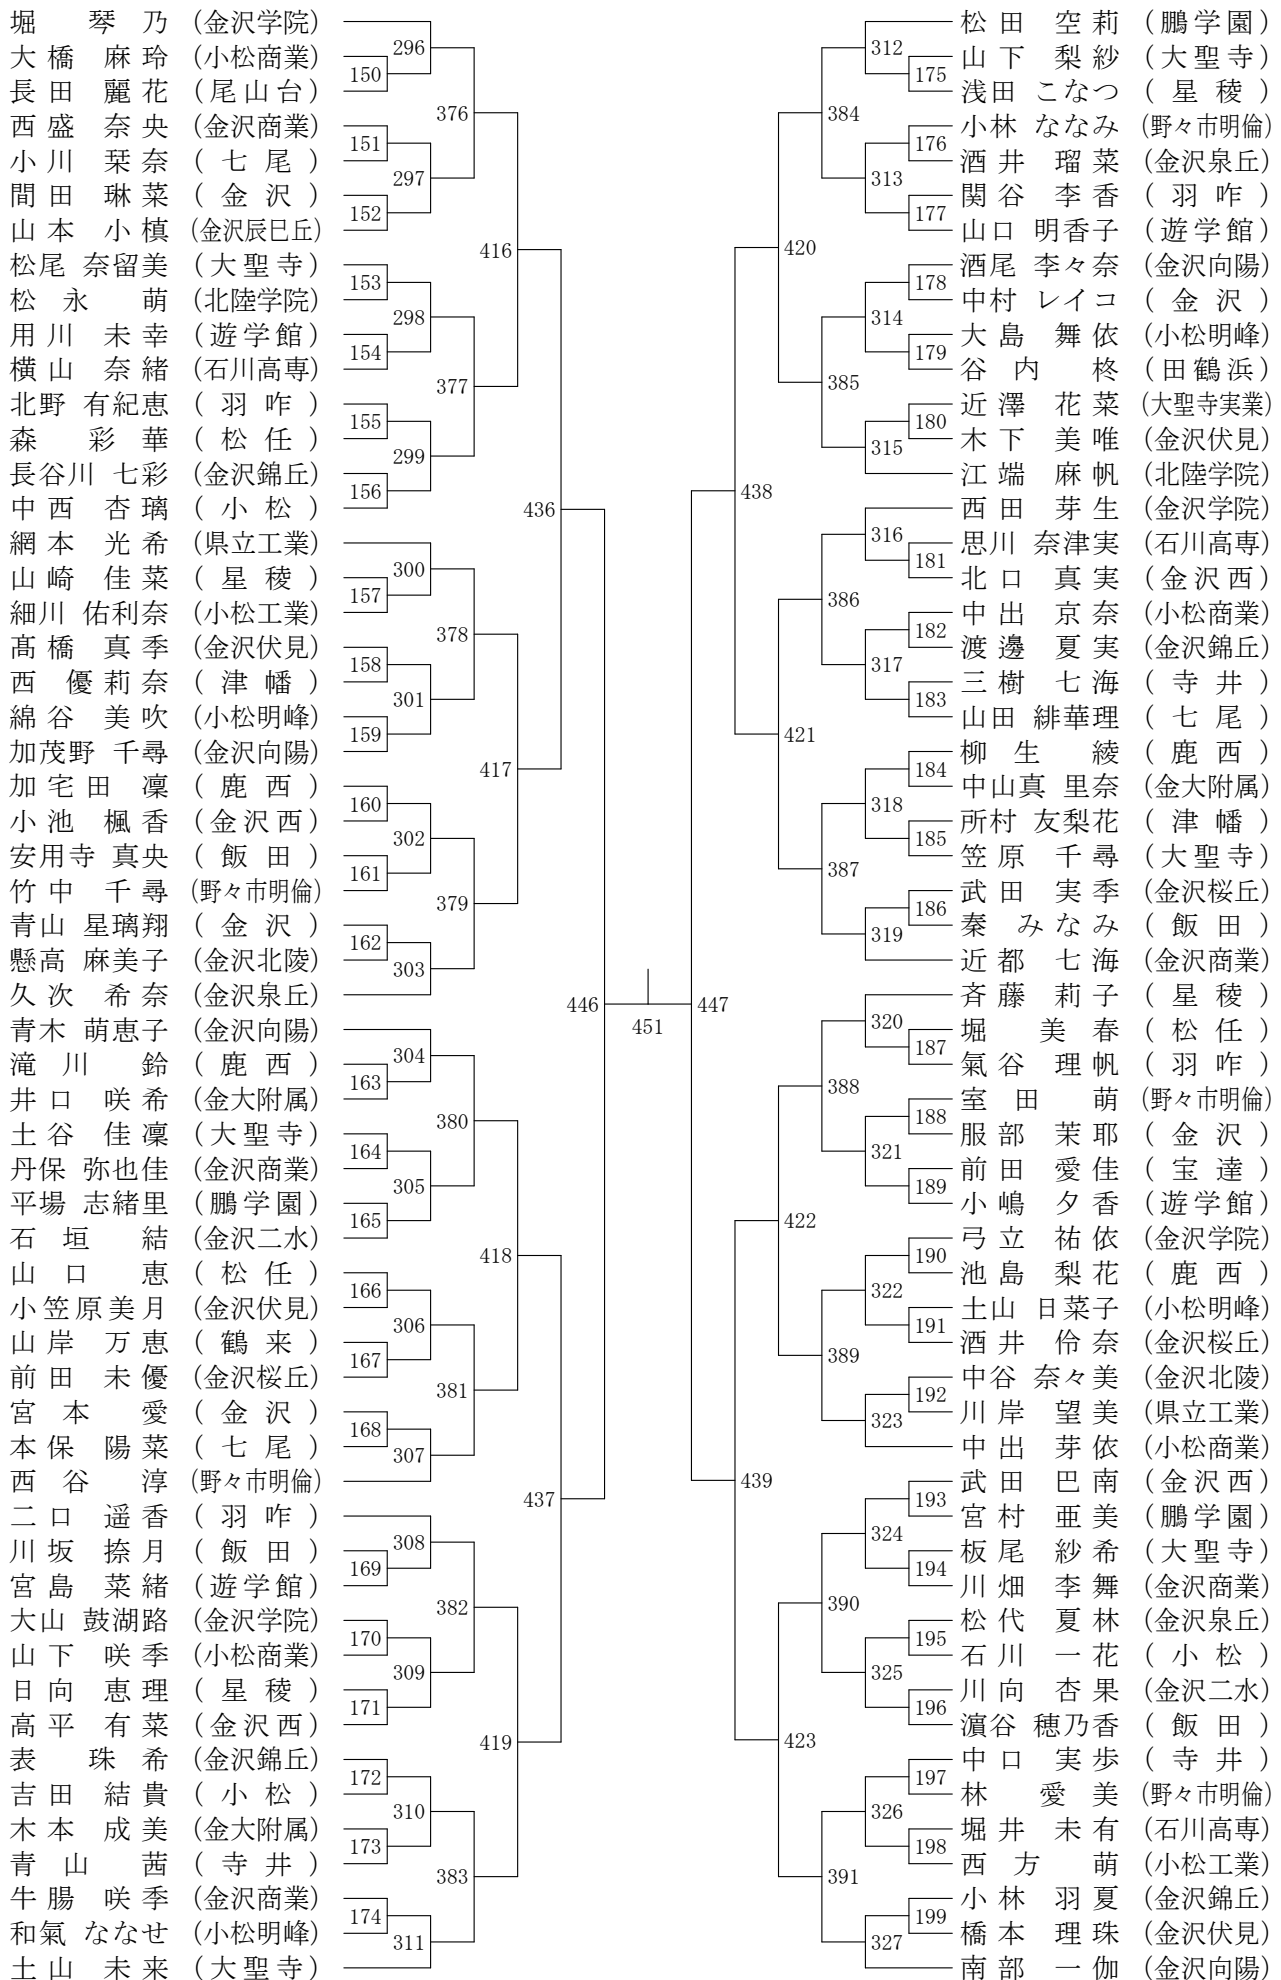 堀 琴乃 (金沢学院)
大橋 麻玲 (小松商業)
長田 麗花 (尾山台)
西盛 奈央 (金沢商業)
小川 栞奈 (七尾)
間田 琳菜 (金沢)
山本 小槙 (金沢辰巳丘)
松尾 奈留美 (大聖寺)
松永 萌 (北陸学院)
用川 未幸 (遊学館)
横山 奈緒 (石川高専)
北野 有紀恵 (羽咋)
森 彩華 (松任)
長谷川 七彩 (金沢錦丘)
中西 杏璃 (小松)
網本 光希 (県立工業)
山崎 佳菜 (星稜)
細川 佑利奈 (小松工業)
髙橋 真季 (金沢伏見)
西 優莉奈 (津幡)
綿谷 美吹 (小松明峰)
加茂野 千尋 (金沢向陽)
加宅田 凜 (鹿西)
小池 楓香 (金沢西)
安用寺 真央 (飯田)
竹中 千尋 (野々市明倫)
青山 星璃翔 (金沢)
懸高 麻美子 (金沢北陵)
久次 希奈 (金沢泉丘)
青木 萌恵子 (金沢向陽)
滝川 鈴 (鹿西)
井口 咲希 (金大附属)
土谷 佳凜 (大聖寺)
丹保 弥也佳 (金沢商業)
平場 志緒里 (鵬学園)
石垣 結 (金沢二水)
山口 恵 (松任)
小笠原美月 (金沢伏見)
山岸 万恵 (鶴来)
前田 未優 (金沢桜丘)
宮本 愛 (金沢)
本保 陽菜 (七尾)
西谷 淳 (野々市明倫)
二口 遥香 (羽咋)
川坂 捺月 (飯田)
宮島 菜緒 (遊学館)
大山 鼓湖路 (金沢学院)
山下 咲季 (小松商業)
日向 恵理 (星稜)
高平 有菜 (金沢西)
表 珠希 (金沢錦丘)
吉田 結貴 (小松)
木本 成美 (金大附属)
青山 茜 (寺井)
牛腸 咲季 (金沢商業)
和氣 ななせ (小松明峰)
土山 未来 (大聖寺)
150
151
152
153
154
155
156
157
158
159
160
161
162
163
164
165
166
167
168
169
170
171
172
173
174
296
297
298
299
300
301
302
303
304
305
306
307
308
309
310
311
376
377
378
379
380
381
382
383
416
417
418
419
436
437
446
451
447
438
439
420
421
422
423
384
385
386
387
388
389
390
391
312
313
314
315
316
317
318
319
320
321
322
323
324
325
326
327
175
176
177
178
179
180
181
182
183
184
185
186
187
188
189
190
191
192
193
194
195
196
197
198
199
松田 空莉 (鵬学園)
山下 梨紗 (大聖寺)
浅田 こなつ (星稜)
小林 ななみ (野々市明倫)
酒井 瑠菜 (金沢泉丘)
関谷 李香 (羽咋)
山口 明香子 (遊学館)
酒尾 李々奈 (金沢向陽)
中村 レイコ (金沢)
大島 舞依 (小松明峰)
谷内 柊 (田鶴浜)
近澤 花菜 (大聖寺実業)
木下 美唯 (金沢伏見)
江端 麻帆 (北陸学院)
西田 芽生 (金沢学院)
思川 奈津実 (石川高専)
北口 真実 (金沢西)
中出 京奈 (小松商業)
渡邊 夏実 (金沢錦丘)
三樹 七海 (寺井)
山田 緋華理 (七尾)
柳生 綾 (鹿西)
中山真 里奈 (金大附属)
所村 友梨花 (津幡)
笠原 千尋 (大聖寺)
武田 実季 (金沢桜丘)
秦 みなみ (飯田)
近都 七海 (金沢商業)
斉藤 莉子 (星稜)
堀 美春 (松任)
氣谷 理帆 (羽咋)
室田 萌 (野々市明倫)
服部 茉耶 (金沢)
前田 愛佳 (宝達)
小嶋 夕香 (遊学館)
弓立 祐依 (金沢学院)
池島 梨花 (鹿西)
土山 日菜子 (小松明峰)
酒井 伶奈 (金沢桜丘)
中谷 奈々美 (金沢北陵)
川岸 望美 (県立工業)
中出 芽依 (小松商業)
武田 巴南 (金沢西)
宮村 亜美 (鵬学園)
板尾 紗希 (大聖寺)
川畑 李舞 (金沢商業)
松代 夏林 (金沢泉丘)
石川 一花 (小松)
川向 杏果 (金沢二水)
濵谷 穂乃香 (飯田)
中口 実歩 (寺井)
林 愛美 (野々市明倫)
堀井 未有 (石川高専)
西方 萌 (小松工業)
小林 羽夏 (金沢錦丘)
橋本 理珠 (金沢伏見)
南部 一伽 (金沢向陽)